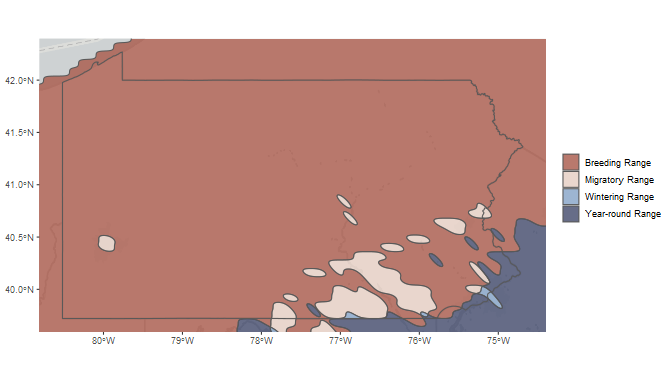 42.0°N
41.5°N
41.0°N
40.5°N
40.0°N
80°W
79°W
78°W
77°W
76°W
75°W
Breeding Range
Migratory Range
Wintering Range
Year-round Range